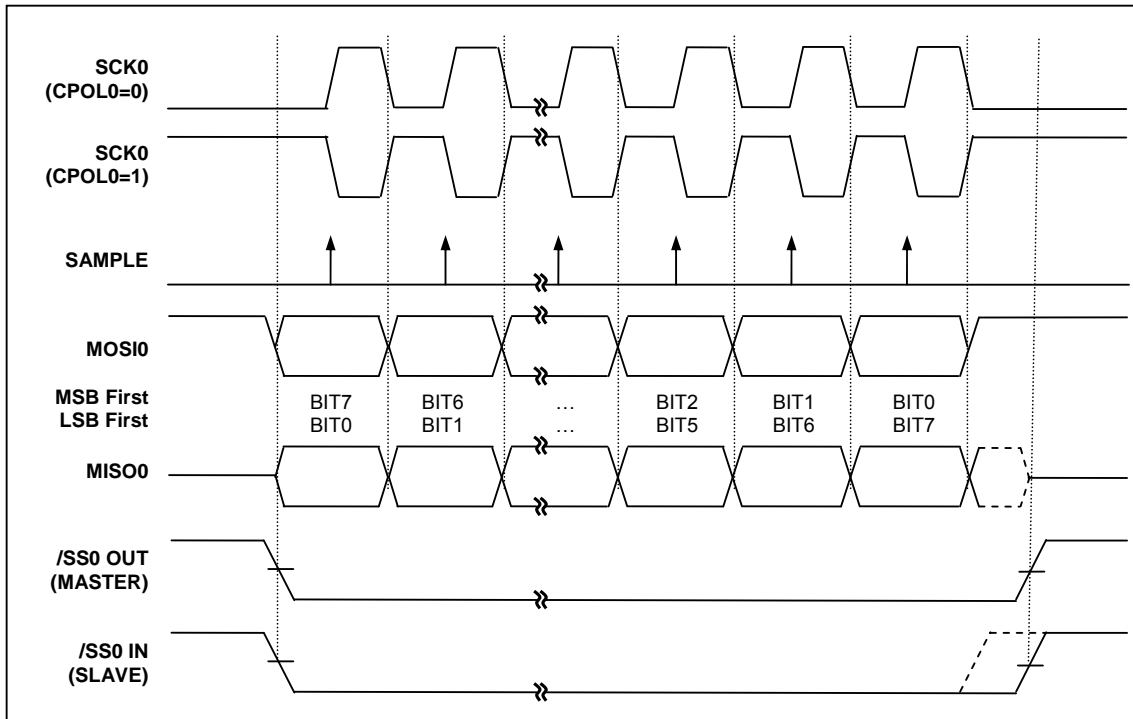 SCK0
(CPOL0=0)
SCK0
(CPOL0=1)
SAMPLE
MOSI0
MSB First BIT7 BIT6 … BIT2 BIT1 BIT0
LSB First BIT0 BIT1 … BIT5 BIT6 BIT7
MISO0
/SS0 OUT
(MASTER)
/SS0 IN
(SLAVE)